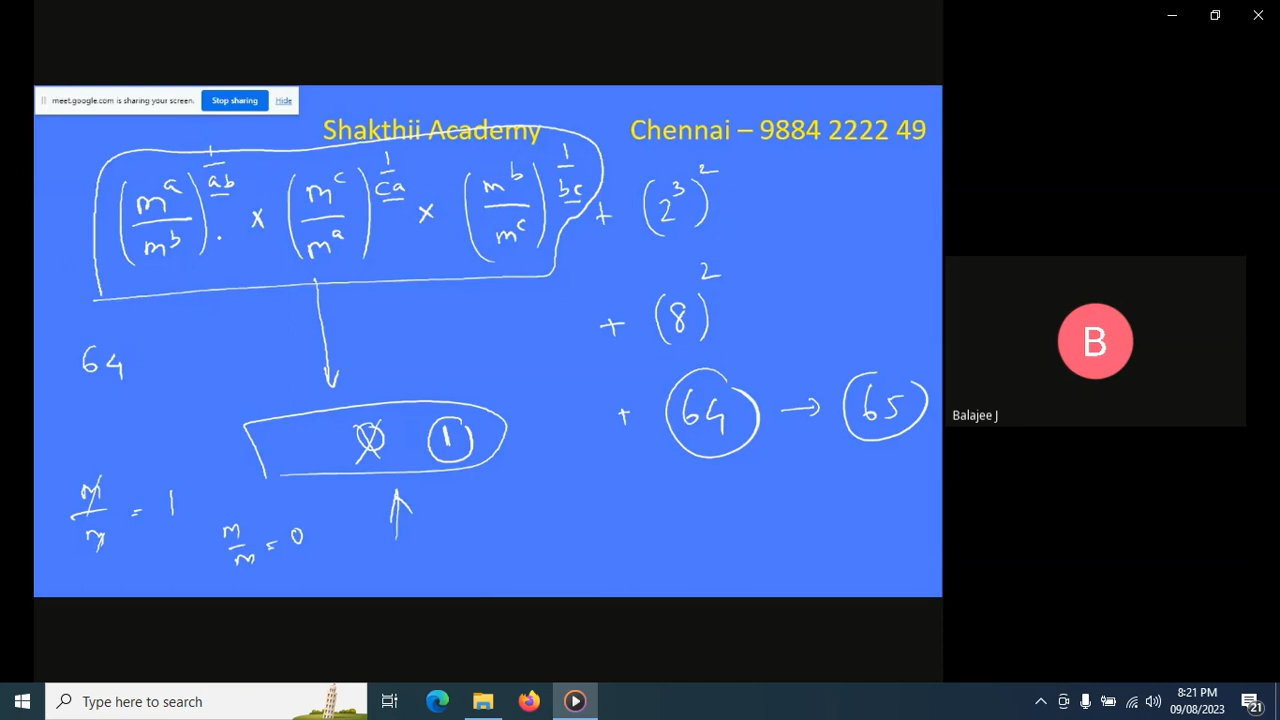 meet.google.com is sharing your screen. Stop sharing Hide
Shakthii Academy Chennai – 9884 2222 49
(m^a/m^b)^(1/ab) . × (m^c/m^a)^(1/ca) × (m^b/m^c)^(1/bc) + (2^3)^2
+ (8)^2
64
+ 64 → 65
0 1
m/m = 1
m/m = 0
B
Balajee J
Type here to search
8:21 PM
09/08/2023
21